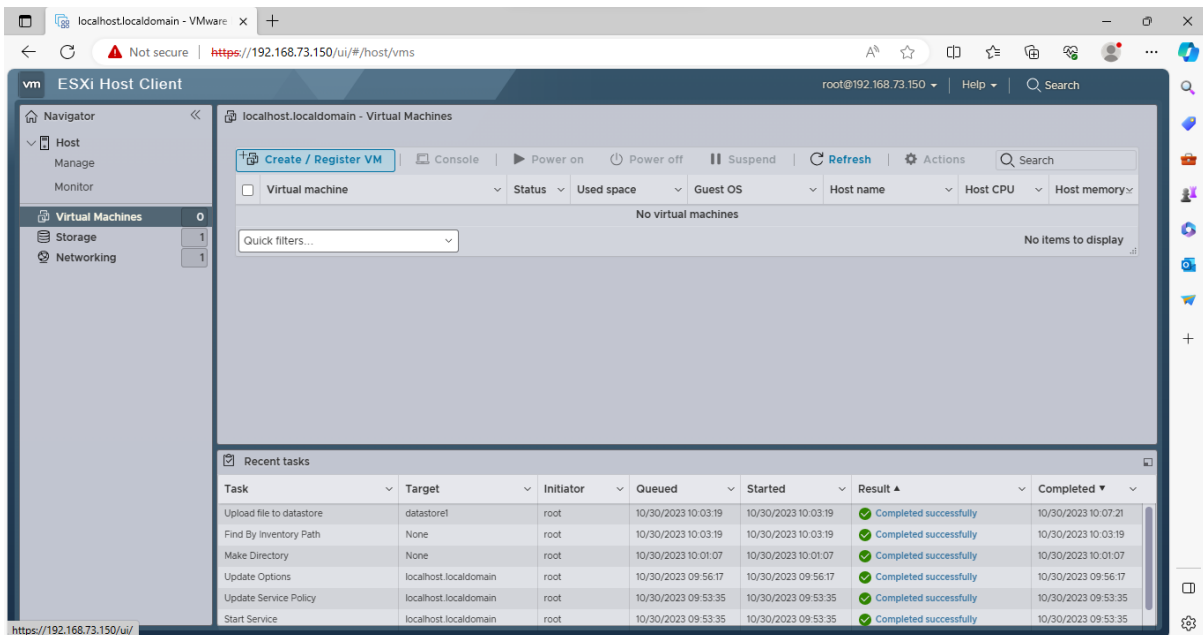 localhost.localdomain - VMware
Not secure https://192.168.73.150/ui/#/host/vms
vm ESXi Host Client root@192.168.73.150 Help Search
Navigator
Host
Manage
Monitor
Virtual Machines 0
Storage 1
Networking 1
localhost.localdomain - Virtual Machines
Create / Register VM Console Power on Power off Suspend Refresh Actions Search
Virtual machine Status Used space Guest OS Host name Host CPU Host memory
No virtual machines
Quick filters... No items to display
Recent tasks
Task Target Initiator Queued Started Result Completed
Upload file to datastore datastore1 root 10/30/2023 10:03:19 10/30/2023 10:03:19 Completed successfully 10/30/2023 10:07:21
Find By Inventory Path None root 10/30/2023 10:03:19 10/30/2023 10:03:19 Completed successfully 10/30/2023 10:03:19
Make Directory None root 10/30/2023 10:01:07 10/30/2023 10:01:07 Completed successfully 10/30/2023 10:01:07
Update Options localhost.localdomain root 10/30/2023 09:56:17 10/30/2023 09:56:17 Completed successfully 10/30/2023 09:56:17
Update Service Policy localhost.localdomain root 10/30/2023 09:53:35 10/30/2023 09:53:35 Completed successfully 10/30/2023 09:53:35
Start Service localhost.localdomain root 10/30/2023 09:53:35 10/30/2023 09:53:35 Completed successfully 10/30/2023 09:53:35
https://192.168.73.150/ui/